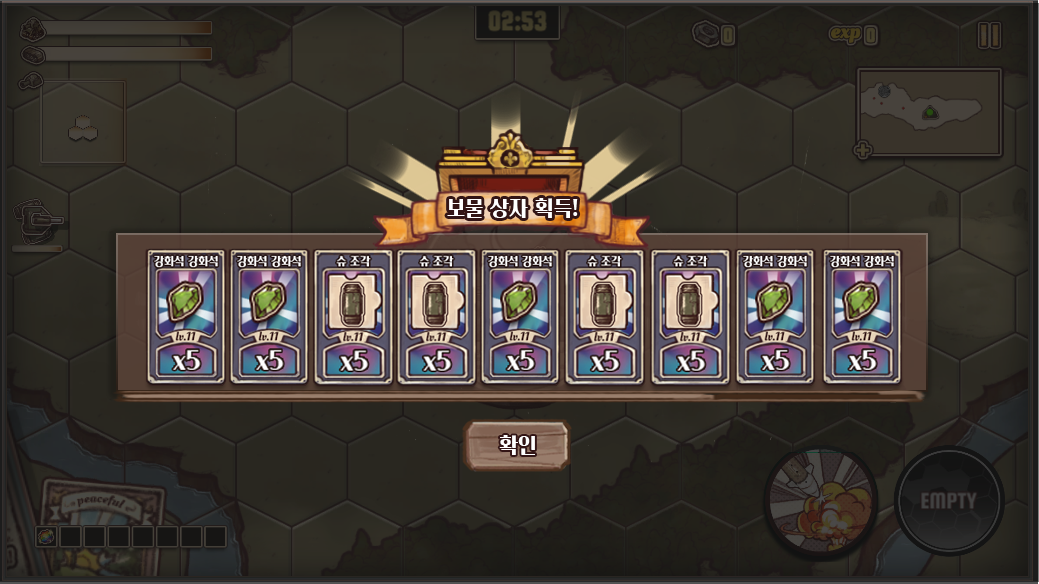 02:53
0
exp 0
보물 상자 획득!
강화석 강화석
강화석 강화석
슈 조각
슈 조각
강화석 강화석
슈 조각
슈 조각
강화석 강화석
강화석 강화석
lv.11
lv.11
lv.11
lv.11
lv.11
lv.11
lv.11
lv.11
lv.11
x5
x5
x5
x5
x5
x5
x5
x5
x5
확인
peaceful
EMPTY